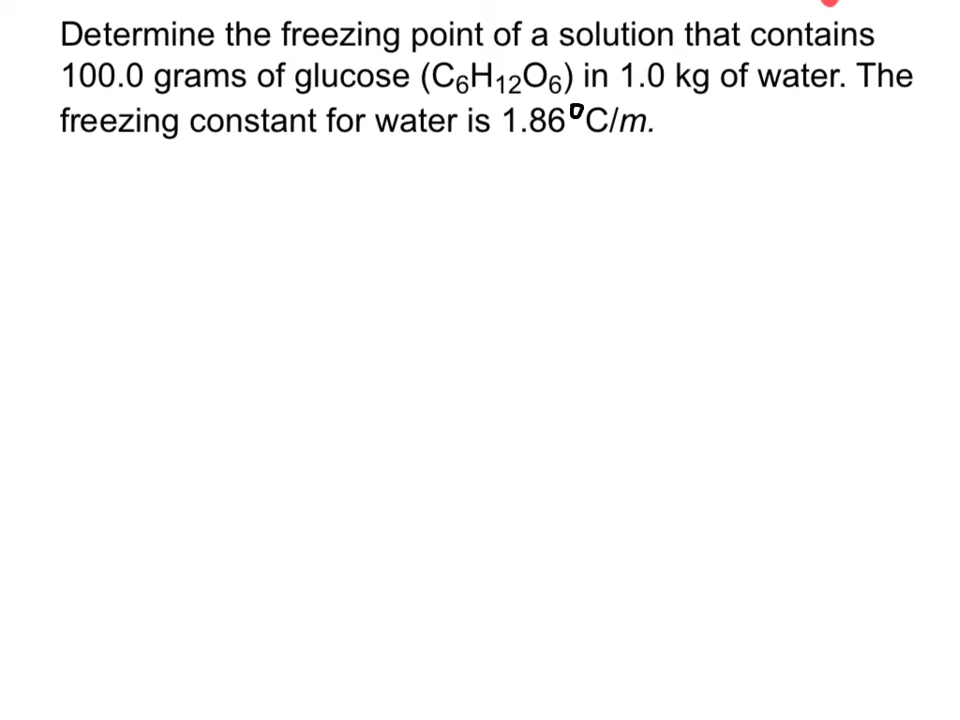 Determine the freezing point of a solution that contains
100.0 grams of glucose (C₆H₁₂O₆) in 1.0 kg of water. The
freezing constant for water is 1.86°C/m.